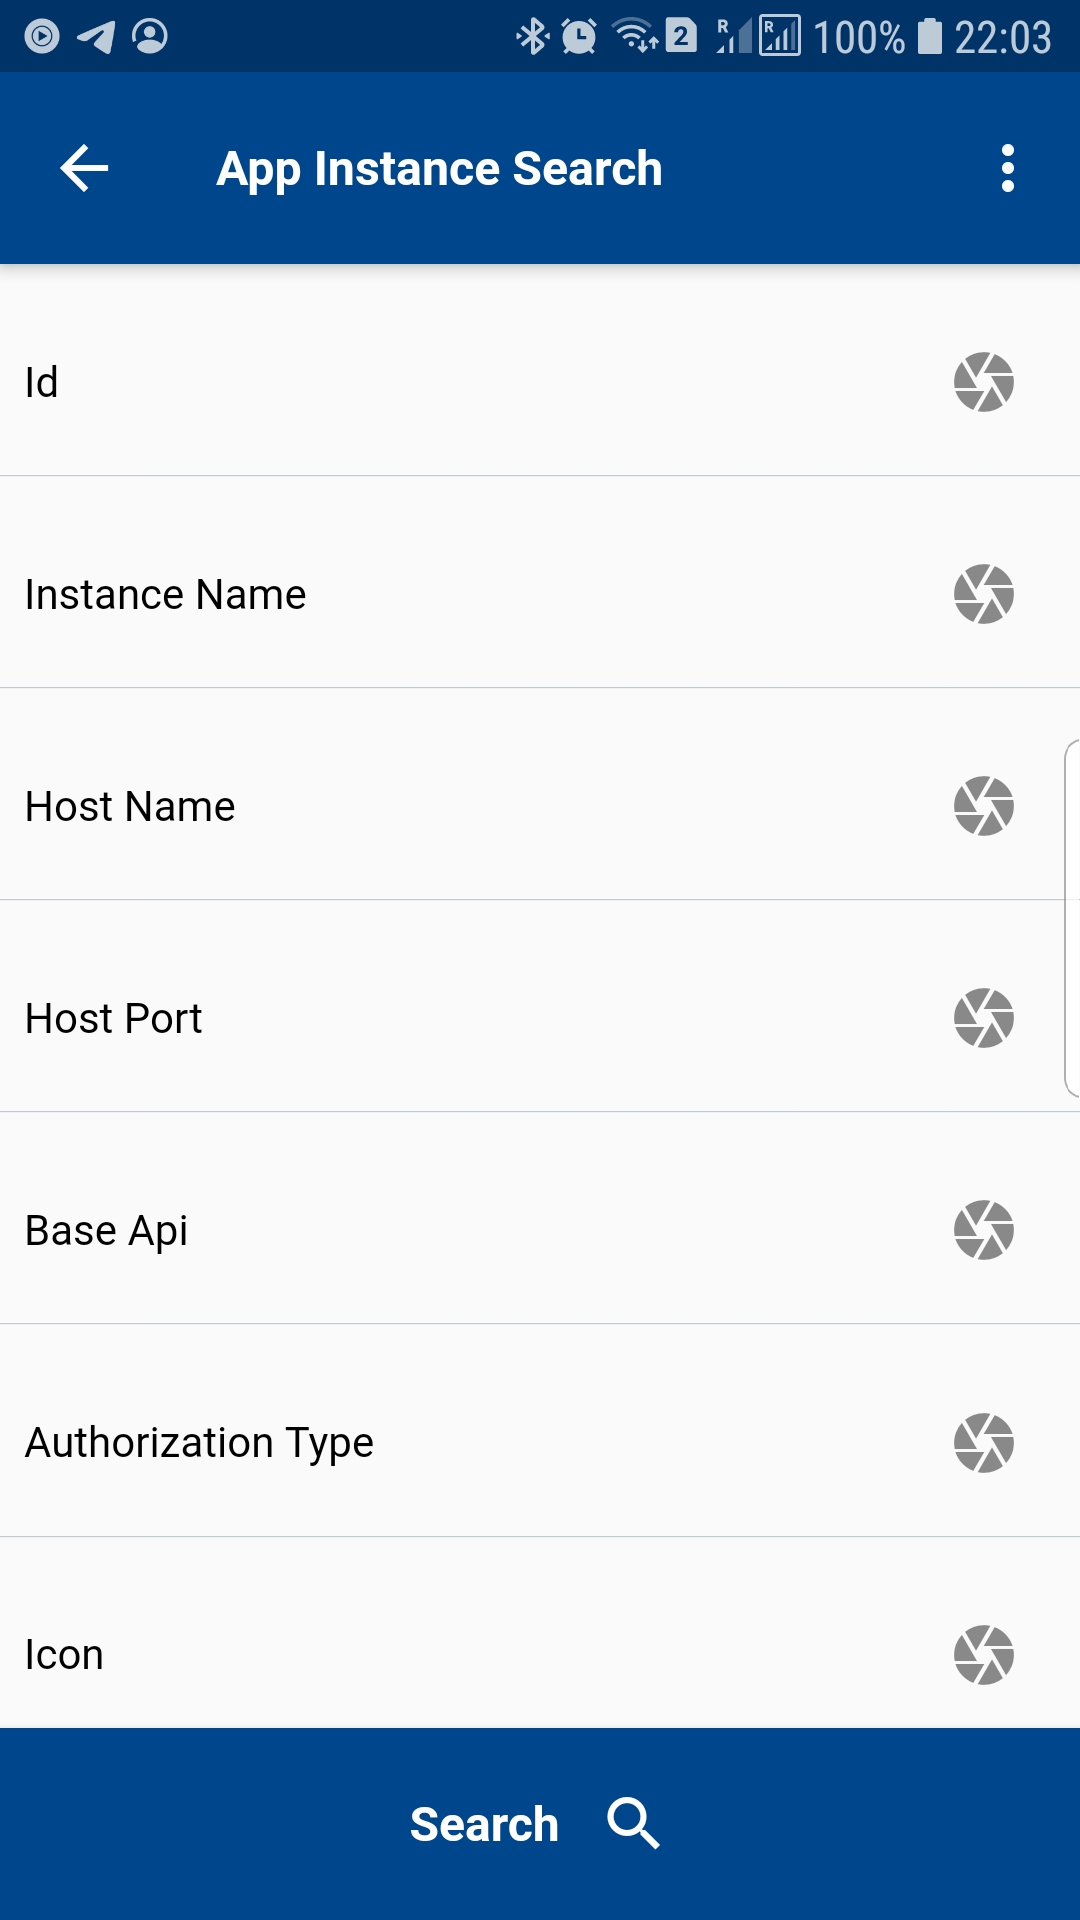 2 R R 100% 22:03
App Instance Search
Id
Instance Name
Host Name
Host Port
Base Api
Authorization Type
Icon
Search